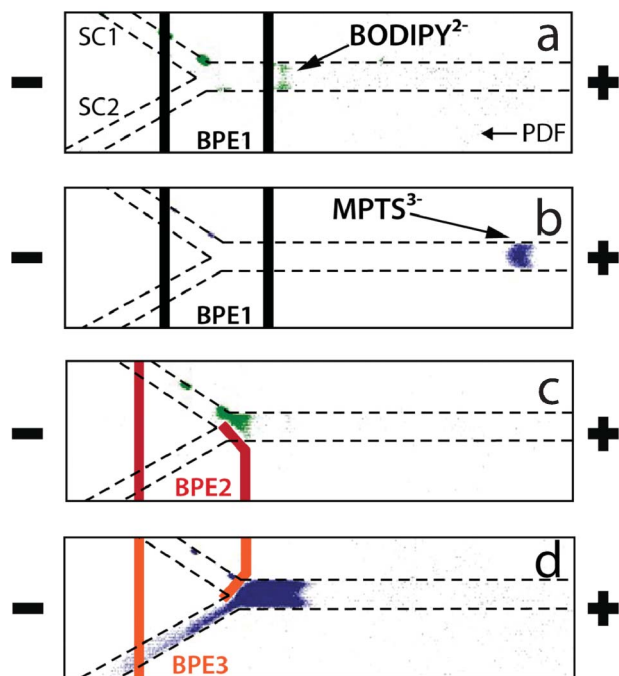 SC1
BODIPY2-
a
−
+
SC2
BPE1
PDF
MPTS3-
b
−
+
BPE1
c
−
+
BPE2
d
−
+
BPE3